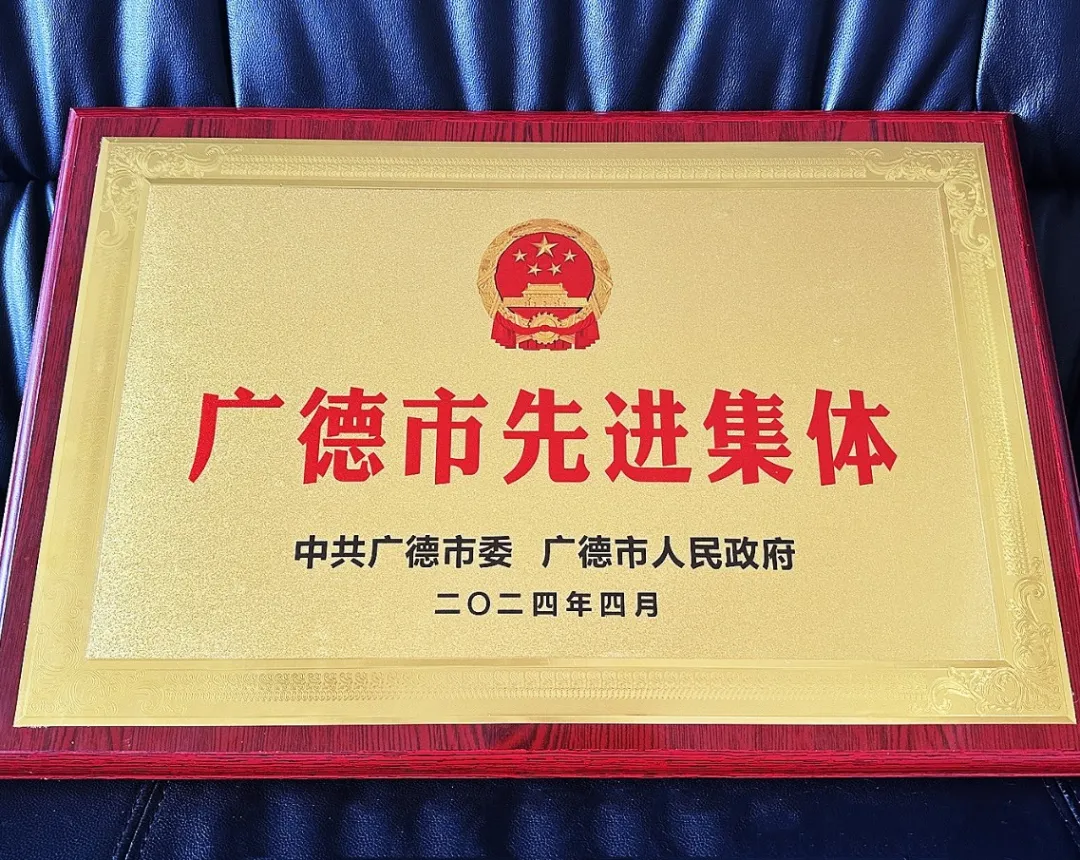 广德市先进集体
中共广德市委 广德市人民政府
二〇二四年四月